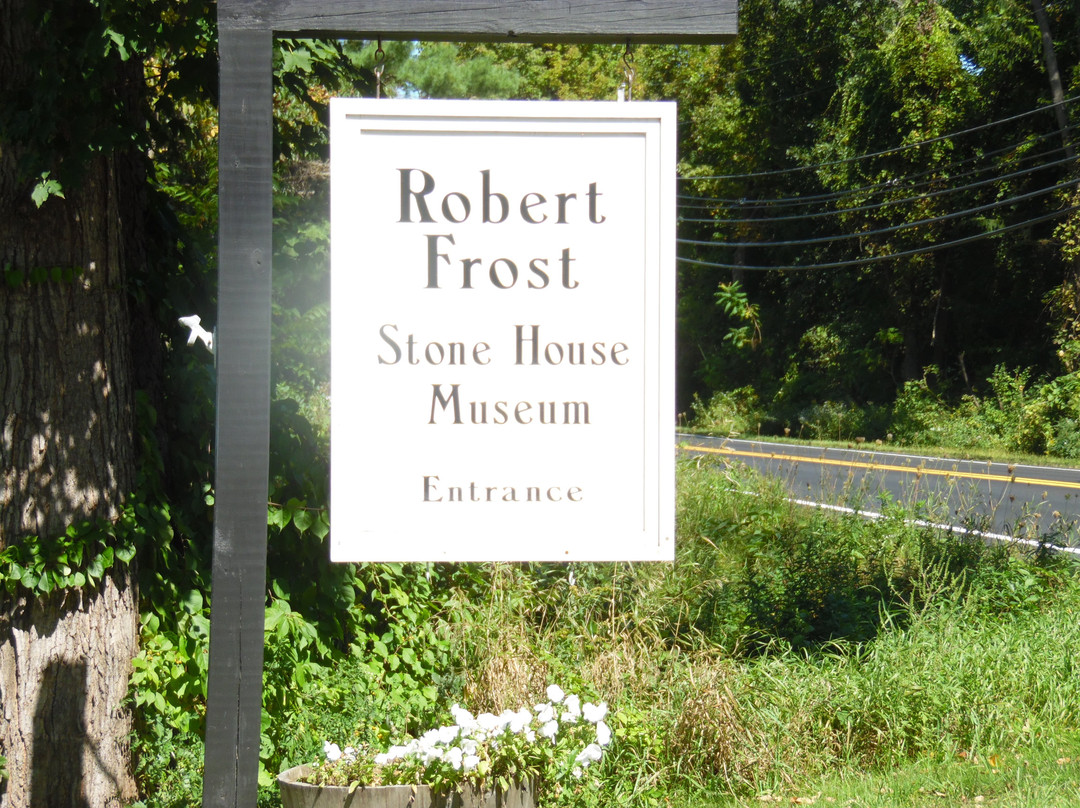 Robert
Frost
Stone House
Museum
Entrance